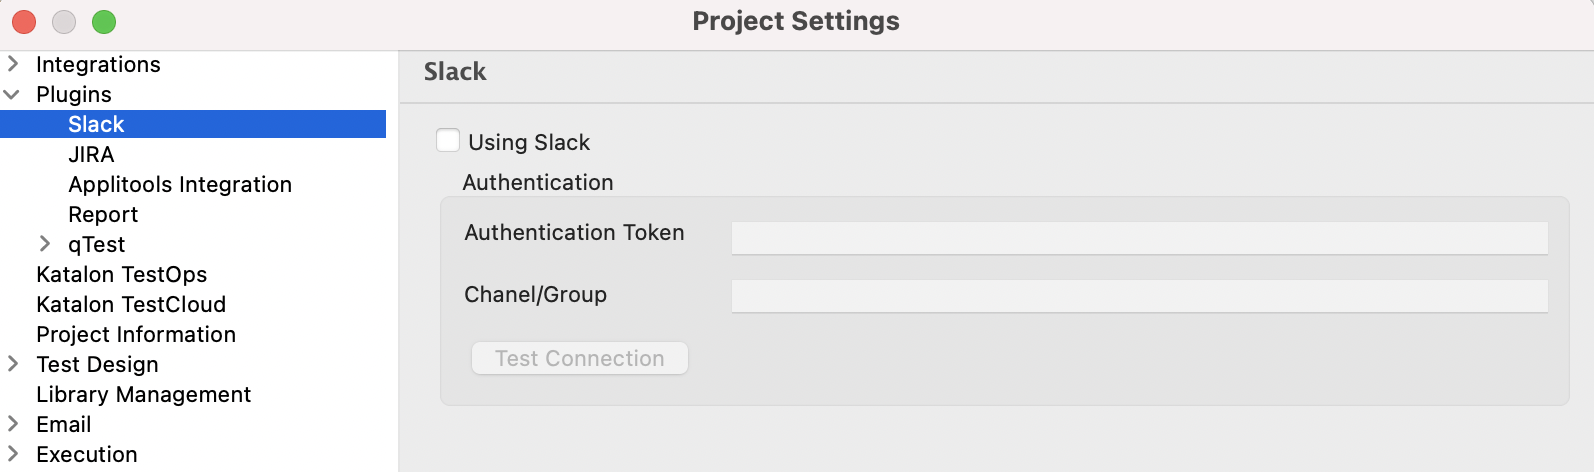 Project Settings
Integrations
Plugins
Slack
JIRA
Applitools Integration
Report
qTest
Katalon TestOps
Katalon TestCloud
Project Information
Test Design
Library Management
Email
Execution
Slack
Using Slack
Authentication
Authentication Token
Chanel/Group
Test Connection